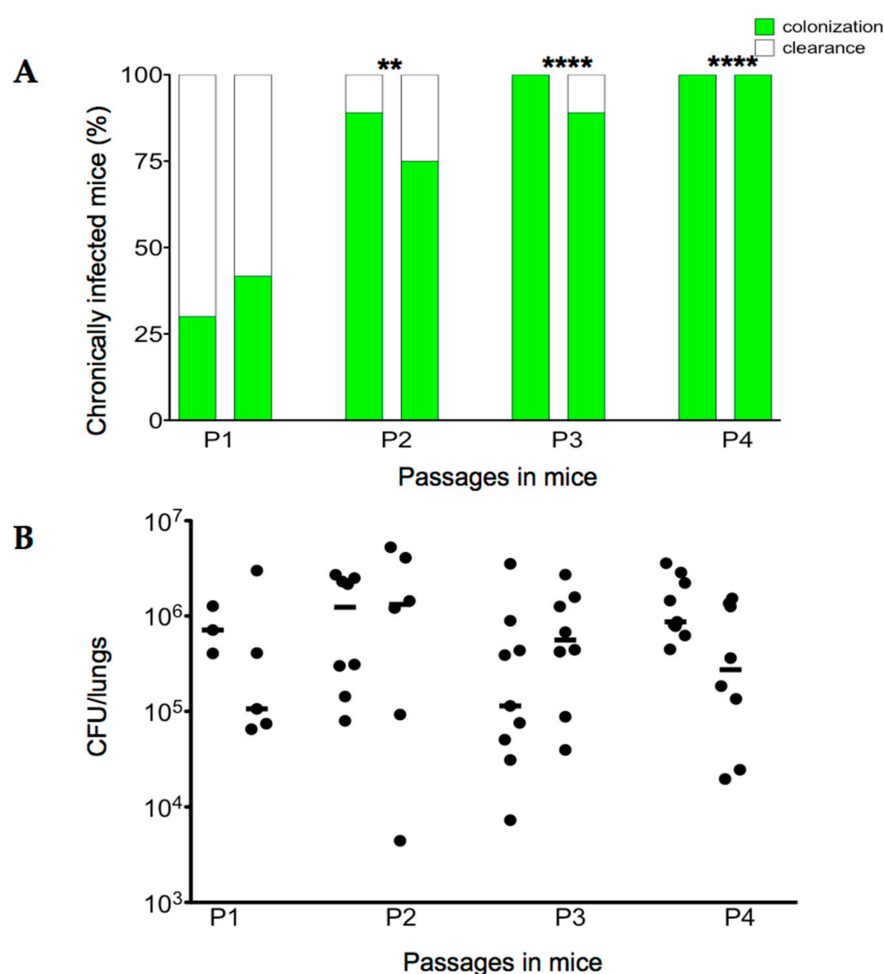 colonization
clearance
A
** **** ****
100
75
50
25
0
Chronically infected mice (%)
P1 P2 P3 P4
Passages in mice
B
10⁷
10⁶
10⁵
10⁴
10³
CFU/lungs
P1 P2 P3 P4
Passages in mice